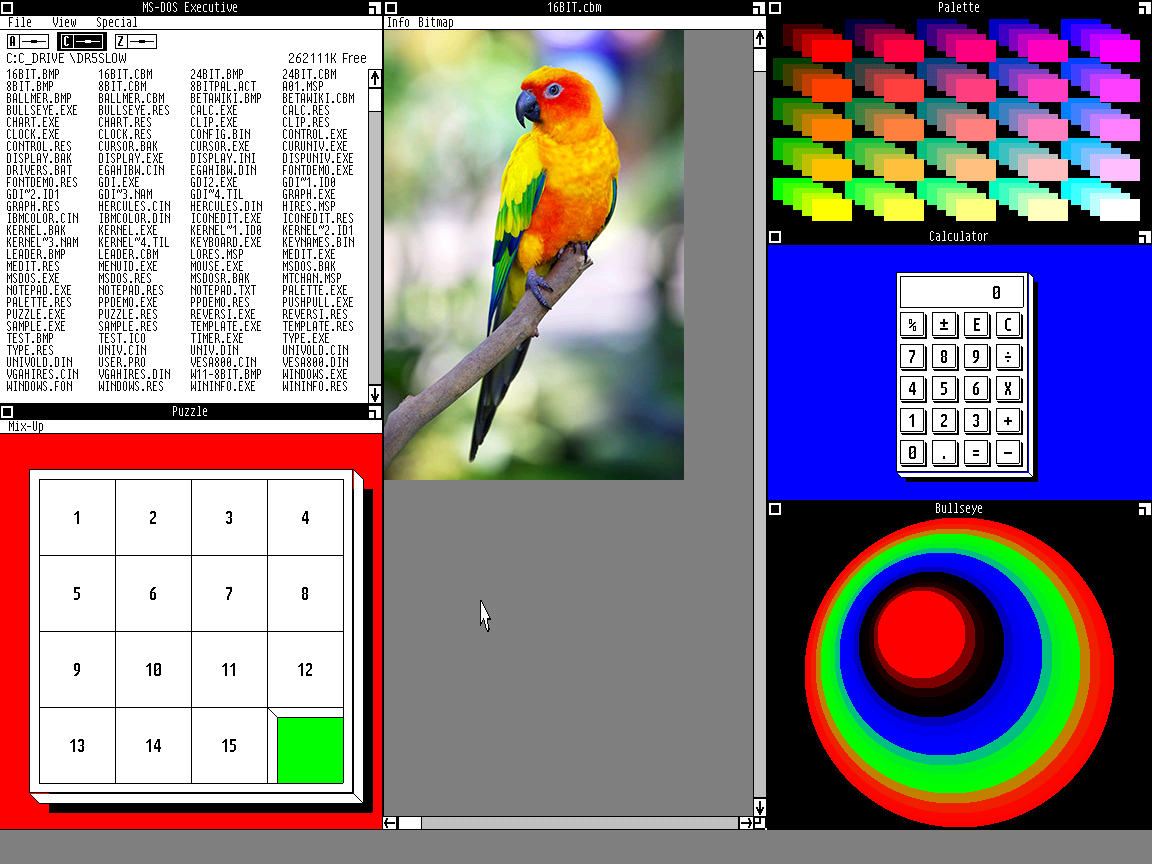 MS-DOS Executive
File View Special
A C Z
C:C_DRIVE \DR5SLOW 262111K Free
16BIT.BMP 16BIT.CBM 24BIT.BMP 24BIT.CBM
8BIT.BMP 8BIT.CBM 8BITPAL.ACT A01.MSP
BALLMER.BMP BALLMER.CBM BETAWIKI.BMP BETAWIKI.CBM
BULLSEYE.EXE BULLSEYE.RES CALC.EXE CALC.RES
CHART.EXE CHART.RES CLIP.EXE CLIP.RES
CLOCK.EXE CLOCK.RES CONFIG.BIN CONTROL.EXE
CONTROL.RES CURSOR.BAK CURSOR.EXE CURUNIV.EXE
DISPLAY.BAK DISPLAY.EXE DISPLAY.INI DISPUNIV.EXE
DRIVERS.BAT EGAHIBW.CIN EGAHIBW.DIN FONTDEMO.EXE
FONTDEMO.RES GDI.EXE GDI2.EXE GDI~1.ID0
GDI~2.ID1 GDI~3.NAM GDI~4.TIL GRAPH.EXE
GRAPH.RES HERCULES.CIN HERCULES.DIN HIRES.MSP
IBMCOLOR.CIN IBMCOLOR.DIN ICONEDIT.EXE ICONEDIT.RES
KERNEL.BAK KERNEL.EXE KERNEL~1.ID0 KERNEL~2.ID1
KERNEL~3.NAM KERNEL~4.TIL KEYBOARD.EXE KEYNAMES.BIN
LEADER.BMP LEADER.CBM LORES.MSP MEDIT.EXE
MEDIT.RES MENUID.EXE MOUSE.EXE MSDOS.BAK
MSDOS.EXE MSDOS.RES MSDOSR.BAK MTCHAN.MSP
NOTEPAD.EXE NOTEPAD.RES NOTEPAD.TXT PALETTE.EXE
PALETTE.RES PPDEMO.EXE PPDEMO.RES PUSHPULL.EXE
PUZZLE.EXE PUZZLE.RES REVERSI.EXE REVERSI.RES
SAMPLE.EXE SAMPLE.RES TEMPLATE.EXE TEMPLATE.RES
TEST.BMP TEST.ICO TIMER.EXE TYPE.EXE
TYPE.RES UNIV.CIN UNIV.DIN UNIVOLD.CIN
UNIVOLD.DIN USER.PRO VESA800.CIN VESA800.DIN
VGAHIRES.CIN VGAHIRES.DIN W11-8BIT.BMP WINDOWS.EXE
WINDOWS.FON WINDOWS.RES WININFO.EXE WININFO.RES
Puzzle
Mix-Up
1 2 3 4
5 6 7 8
9 10 11 12
13 14 15
16BIT.cbm
Info Bitmap
Palette
Calculator
0
% ± E C
7 8 9 ÷
4 5 6 X
1 2 3 +
0 . = −
Bullseye